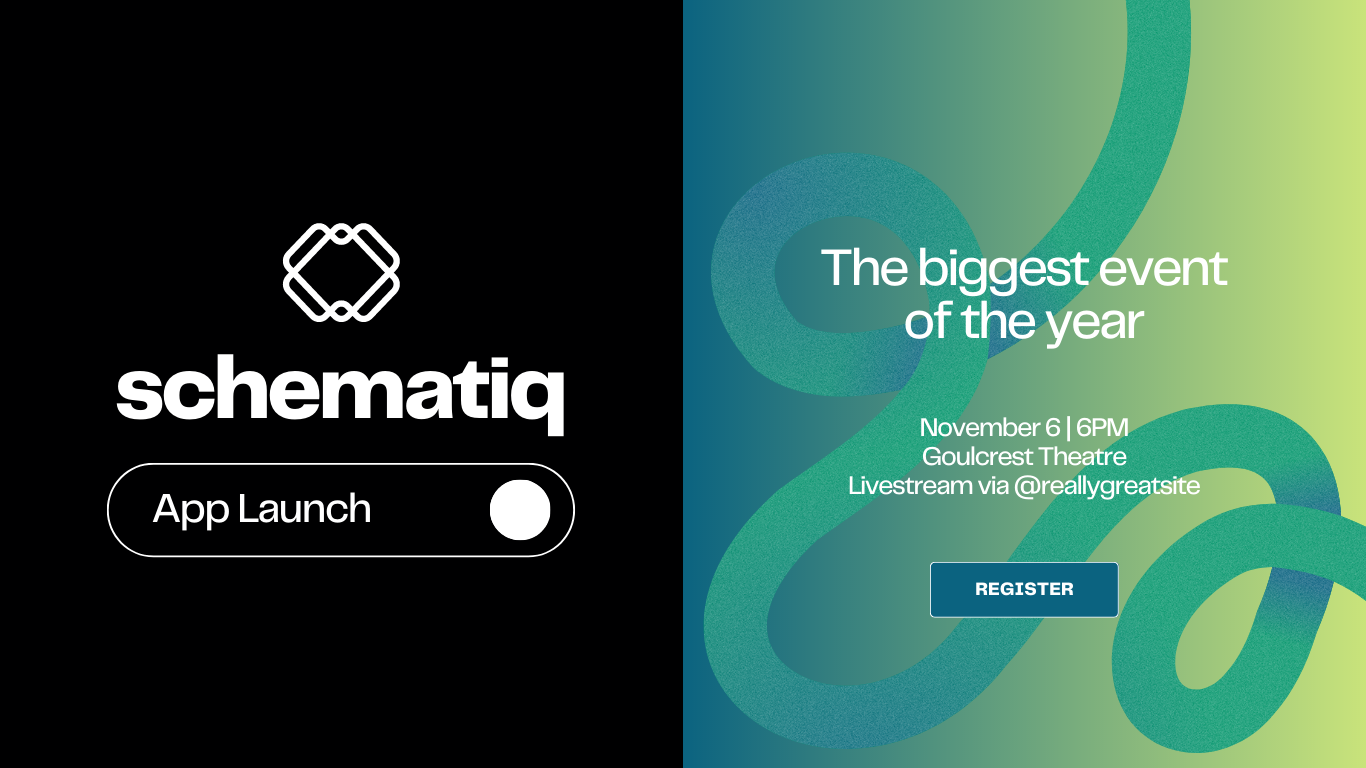 schematiq
App Launch
The biggest event
of the year
November 6 | 6PM
Goulcrest Theatre
Livestream via @reallygreatsite
REGISTER